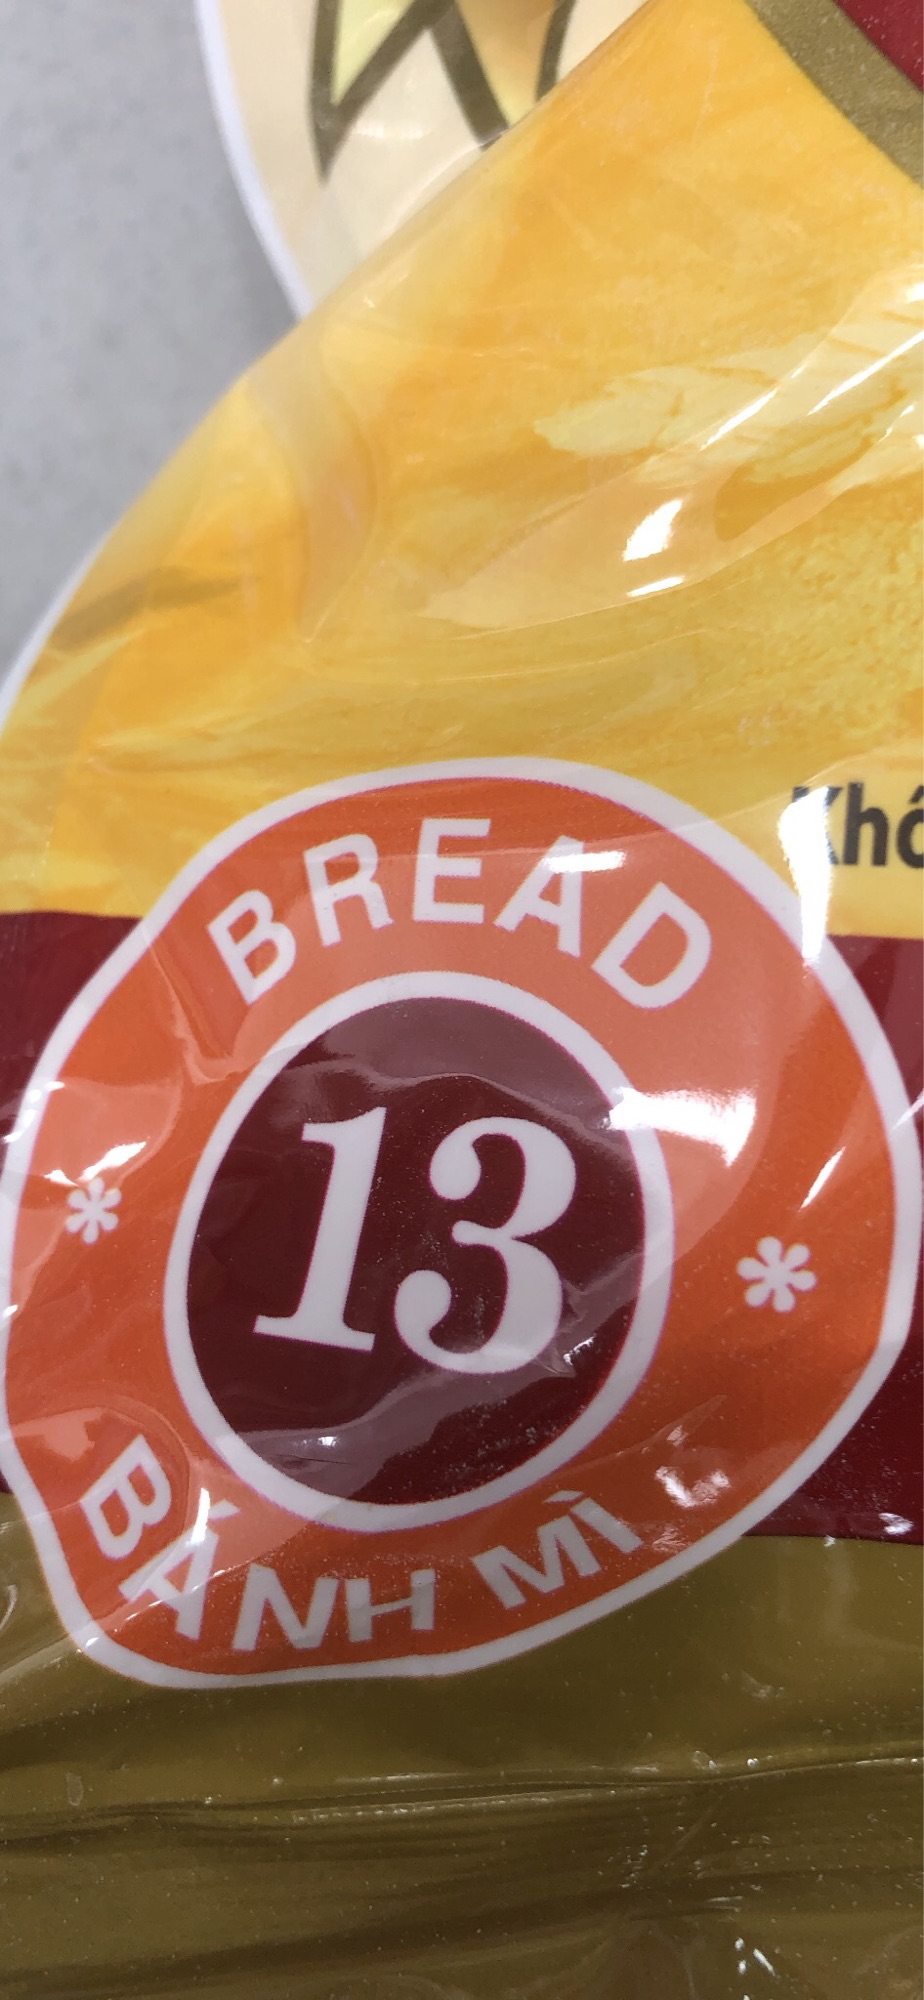 BREAD
* 13 *
BÁNH MÌ